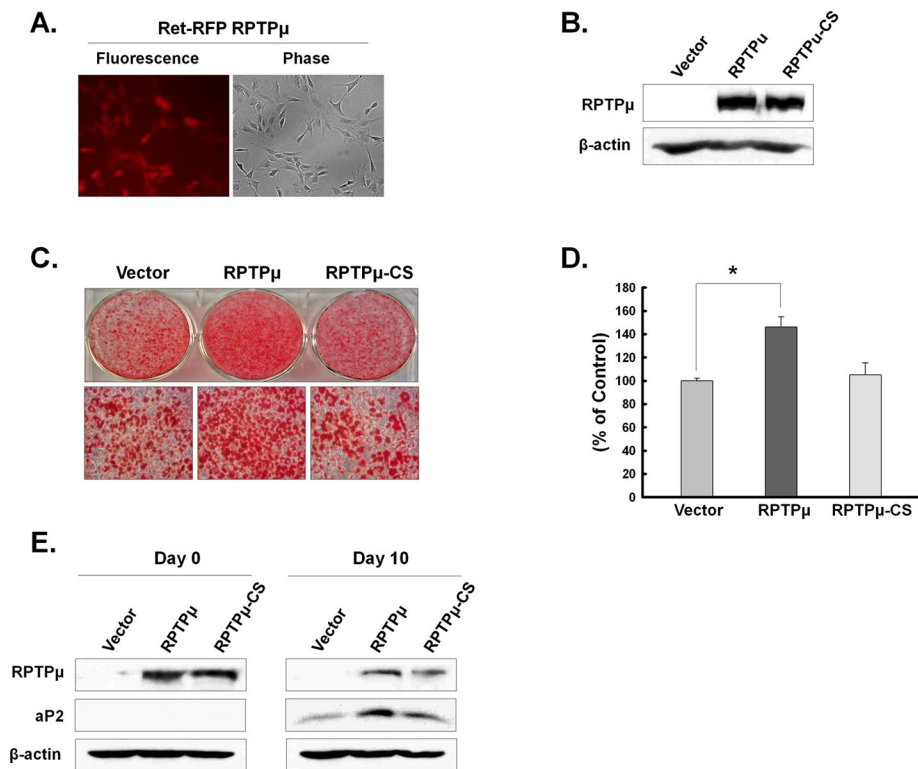 A.
Ret-RFP RPTPμ
Fluorescence Phase
B.
Vector RPTPu RPTPu-CS
RPTPμ
β-actin
C.
Vector RPTPμ RPTPμ-CS
D.
*
(% of Control)
180
160
140
120
100
80
60
40
20
0
Vector RPTPμ RPTPμ-CS
E.
Day 0 Day 10
Vector RPTPμ RPTPμ-CS Vector RPTPμ RPTPμ-CS
RPTPμ
aP2
β-actin